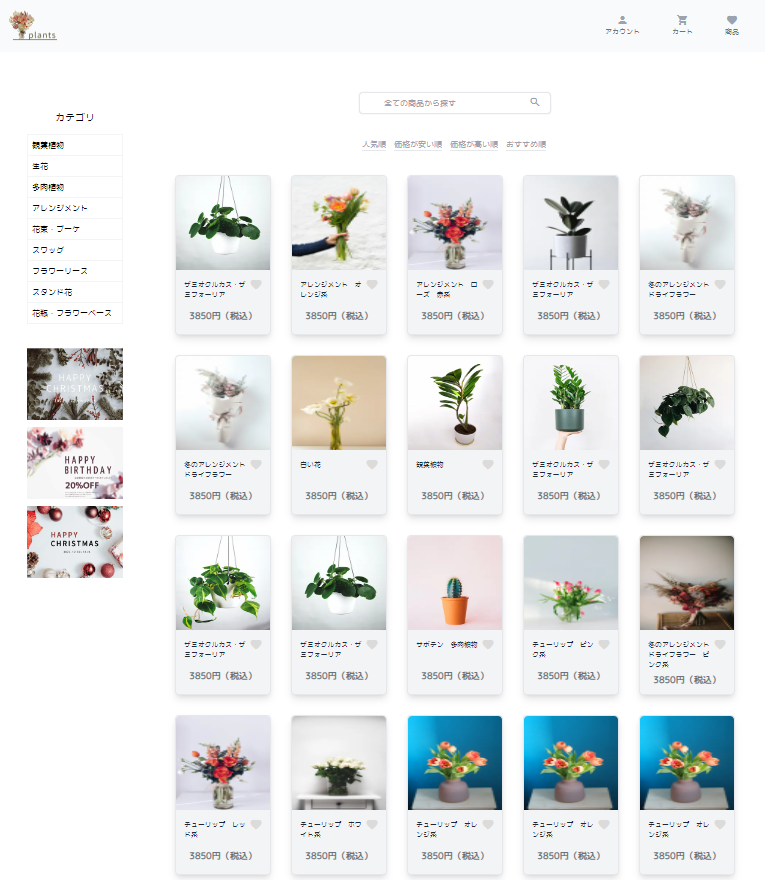 plants
アカウント
カート
商品
全ての商品から探す
人気順　価格が安い順　価格が高い順　おすすめ順
カテゴリ
観葉植物
生花
多肉植物
アレンジメント
花束・ブーケ
スワッグ
フラワーリース
スタンド花
花瓶・フラワーベース
HAPPY
CHRISTMAS
HAPPY
BIRTHDAY
20%OFF
HAPPY
CHRISTMAS
ザミオクルカス・ザ
ミフォーリア
3850円（税込）
アレンジメント　オ
レンジ系
3850円（税込）
アレンジメント　ロ
ーズ　赤系
3850円（税込）
ザミオクルカス・ザ
ミフォーリア
3850円（税込）
冬のアレンジメント
ドライフラワー
3850円（税込）
冬のアレンジメント
ドライフラワー
3850円（税込）
白い花
3850円（税込）
観葉植物
3850円（税込）
ザミオクルカス・ザ
ミフォーリア
3850円（税込）
ザミオクルカス・ザ
ミフォーリア
3850円（税込）
ザミオクルカス・ザ
ミフォーリア
3850円（税込）
ザミオクルカス・ザ
ミフォーリア
3850円（税込）
サボテン　多肉植物
3850円（税込）
チューリップ　ピン
ク系
3850円（税込）
冬のアレンジメント
ドライフラワー　ピ
ンク系
3850円（税込）
チューリップ　レッ
ド系
3850円（税込）
チューリップ　ホワ
イト系
3850円（税込）
チューリップ　オレ
ンジ系
3850円（税込）
チューリップ　オレ
ンジ系
3850円（税込）
チューリップ　オレ
ンジ系
3850円（税込）